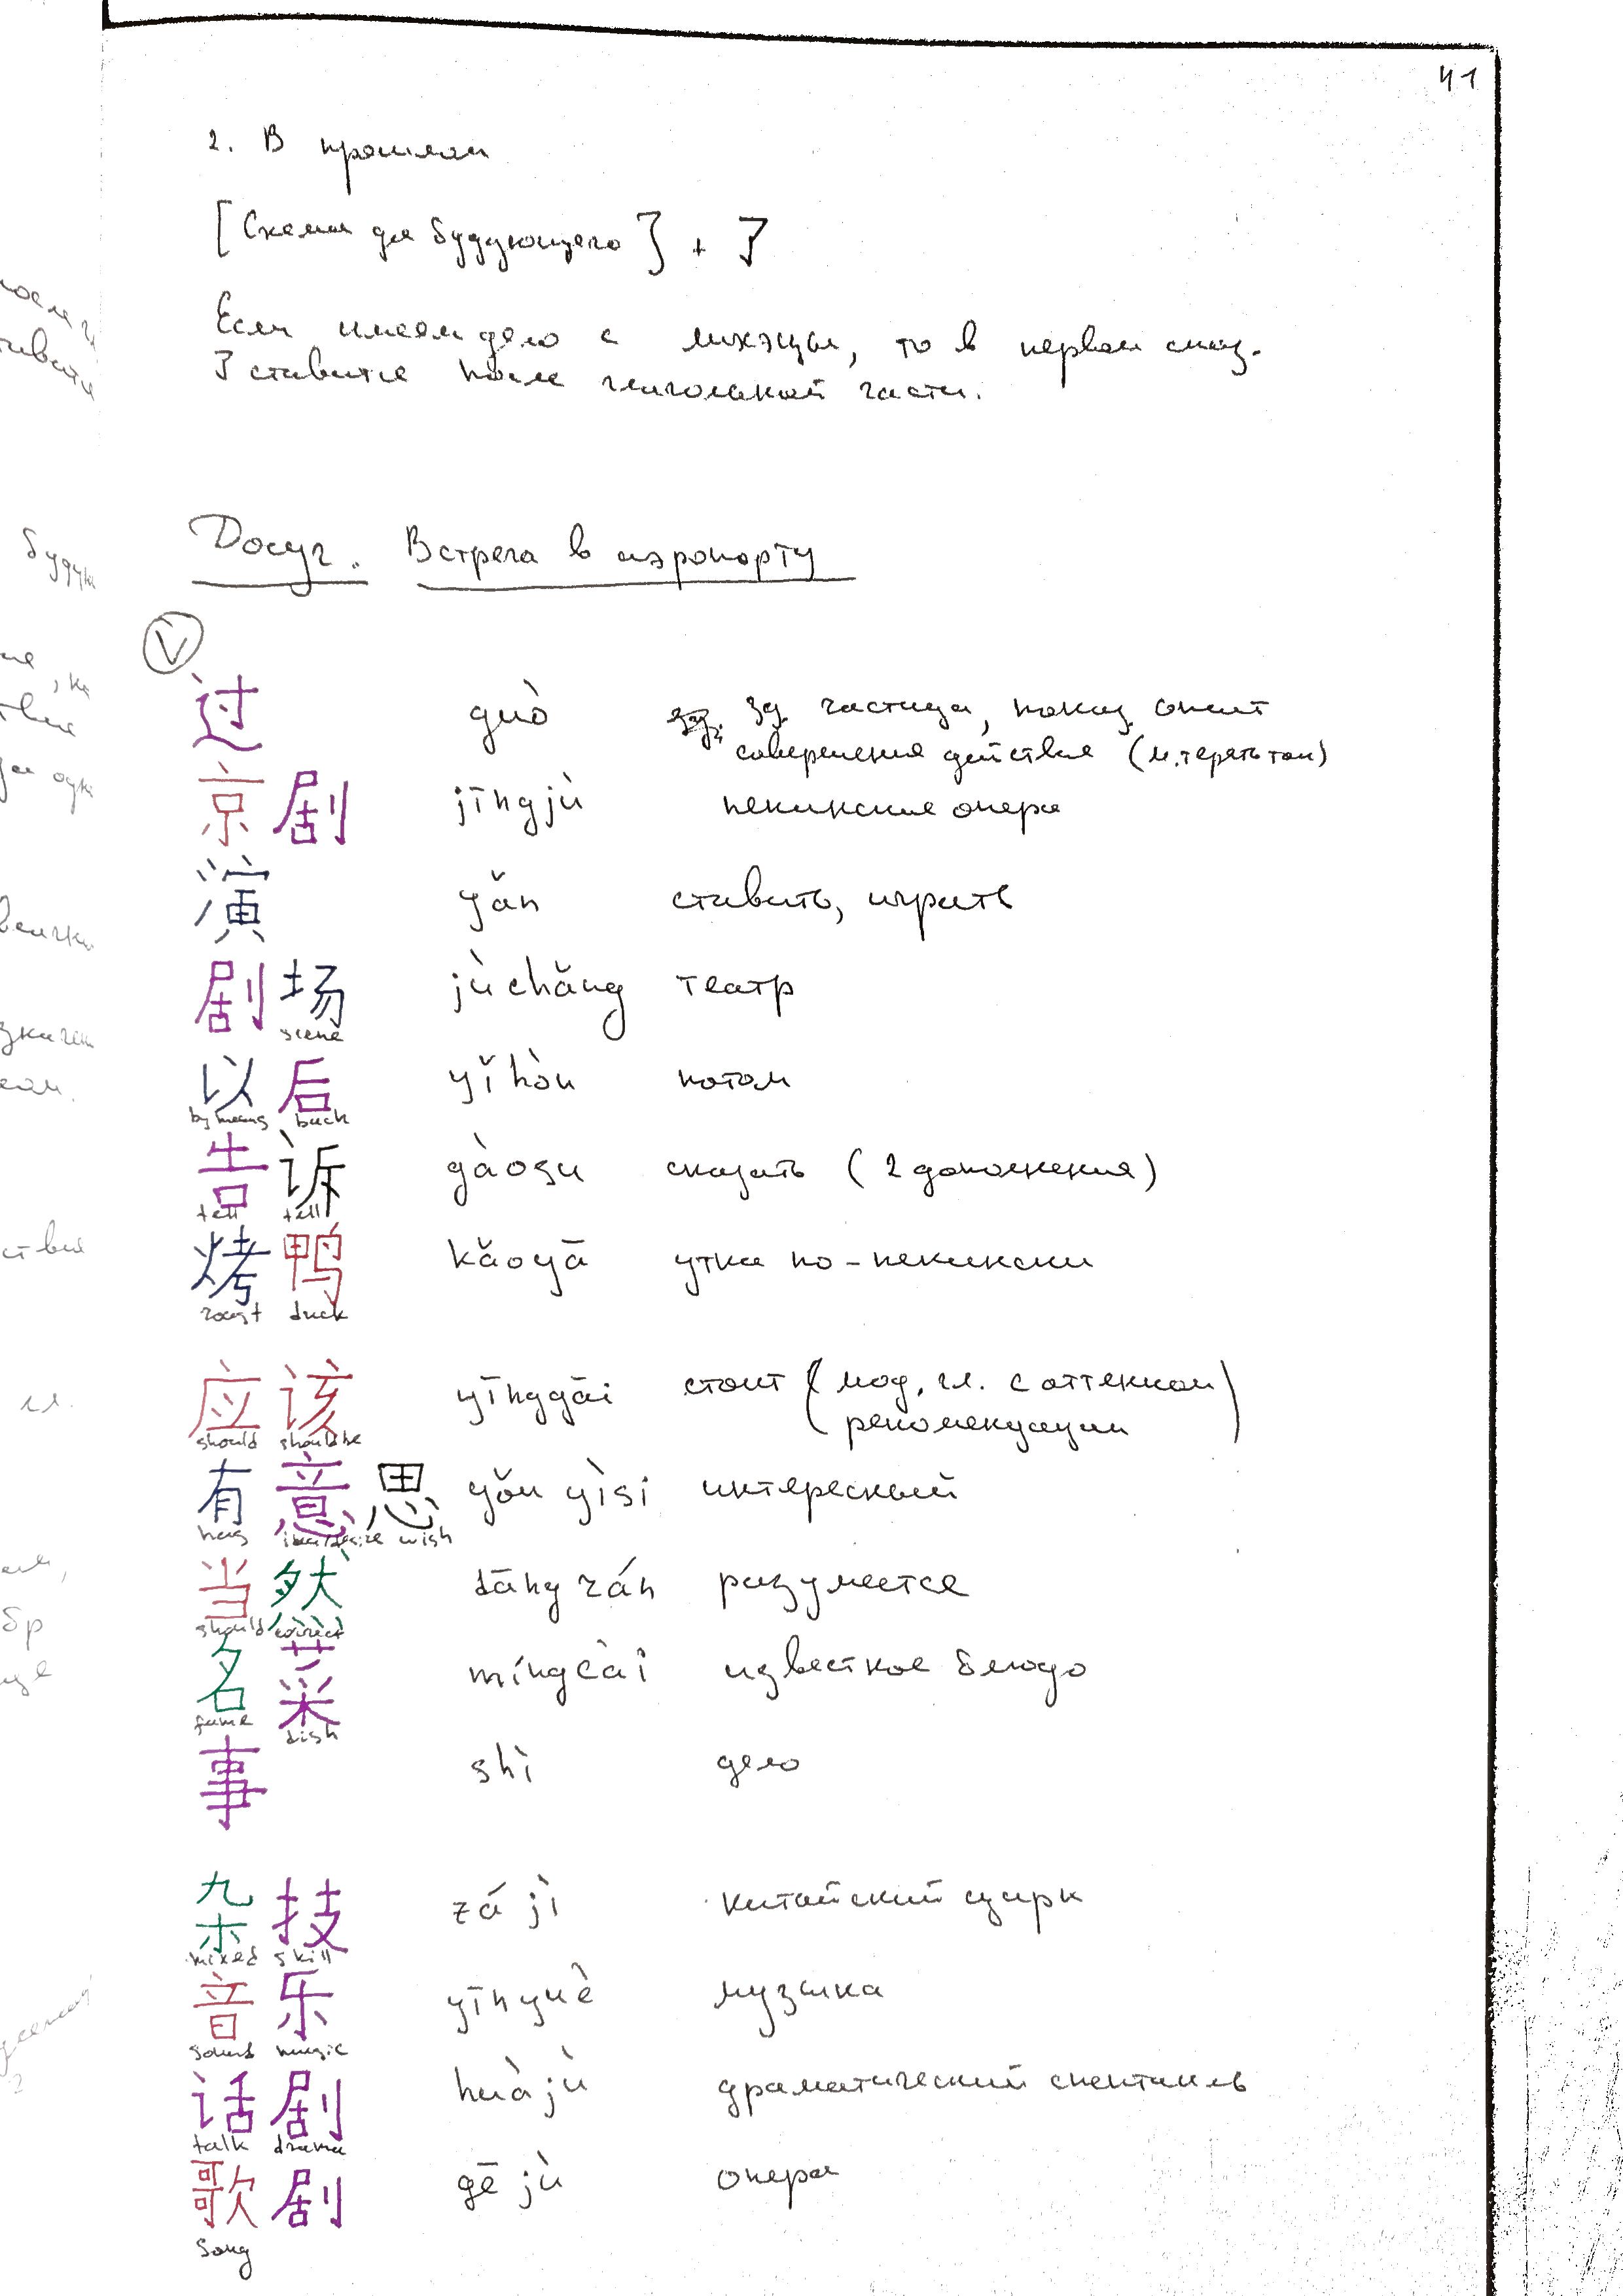 41
2. В прошлом
[Схема для будующего] + 了
Если имеем дело с лихэцы, то в первом случ.
了 ставится после глагольной части.
Досуг. Встреча в аэропорту
V
过 guò зд. частица, показ. опыт
совершения действия (м. терять тон)
京剧 jīngjù пекинская опера
演 yǎn ставить, играть
剧场 jùchǎng театр
scene
以后 yǐhòu потом
by means back
告诉 gàosu сказать (2 дополнения)
tell tell
烤鸭 kǎoyā утка по-пекински
roast duck
应该 yīnggāi стоит (мод. гл. с оттенком
рекомендации)
should should be
有意思 yǒu yìsi интересный
has idea/desire wish
当然 dāngrán разумеется
should correct
名菜 míngcài известное блюдо
fame dish
事 shì дело
杂技 zájì китайский цирк
mixed skill
音乐 yīnyuè музыка
sound music
话剧 huàjù драматический спектакль
talk drama
歌剧 gējù опера
song